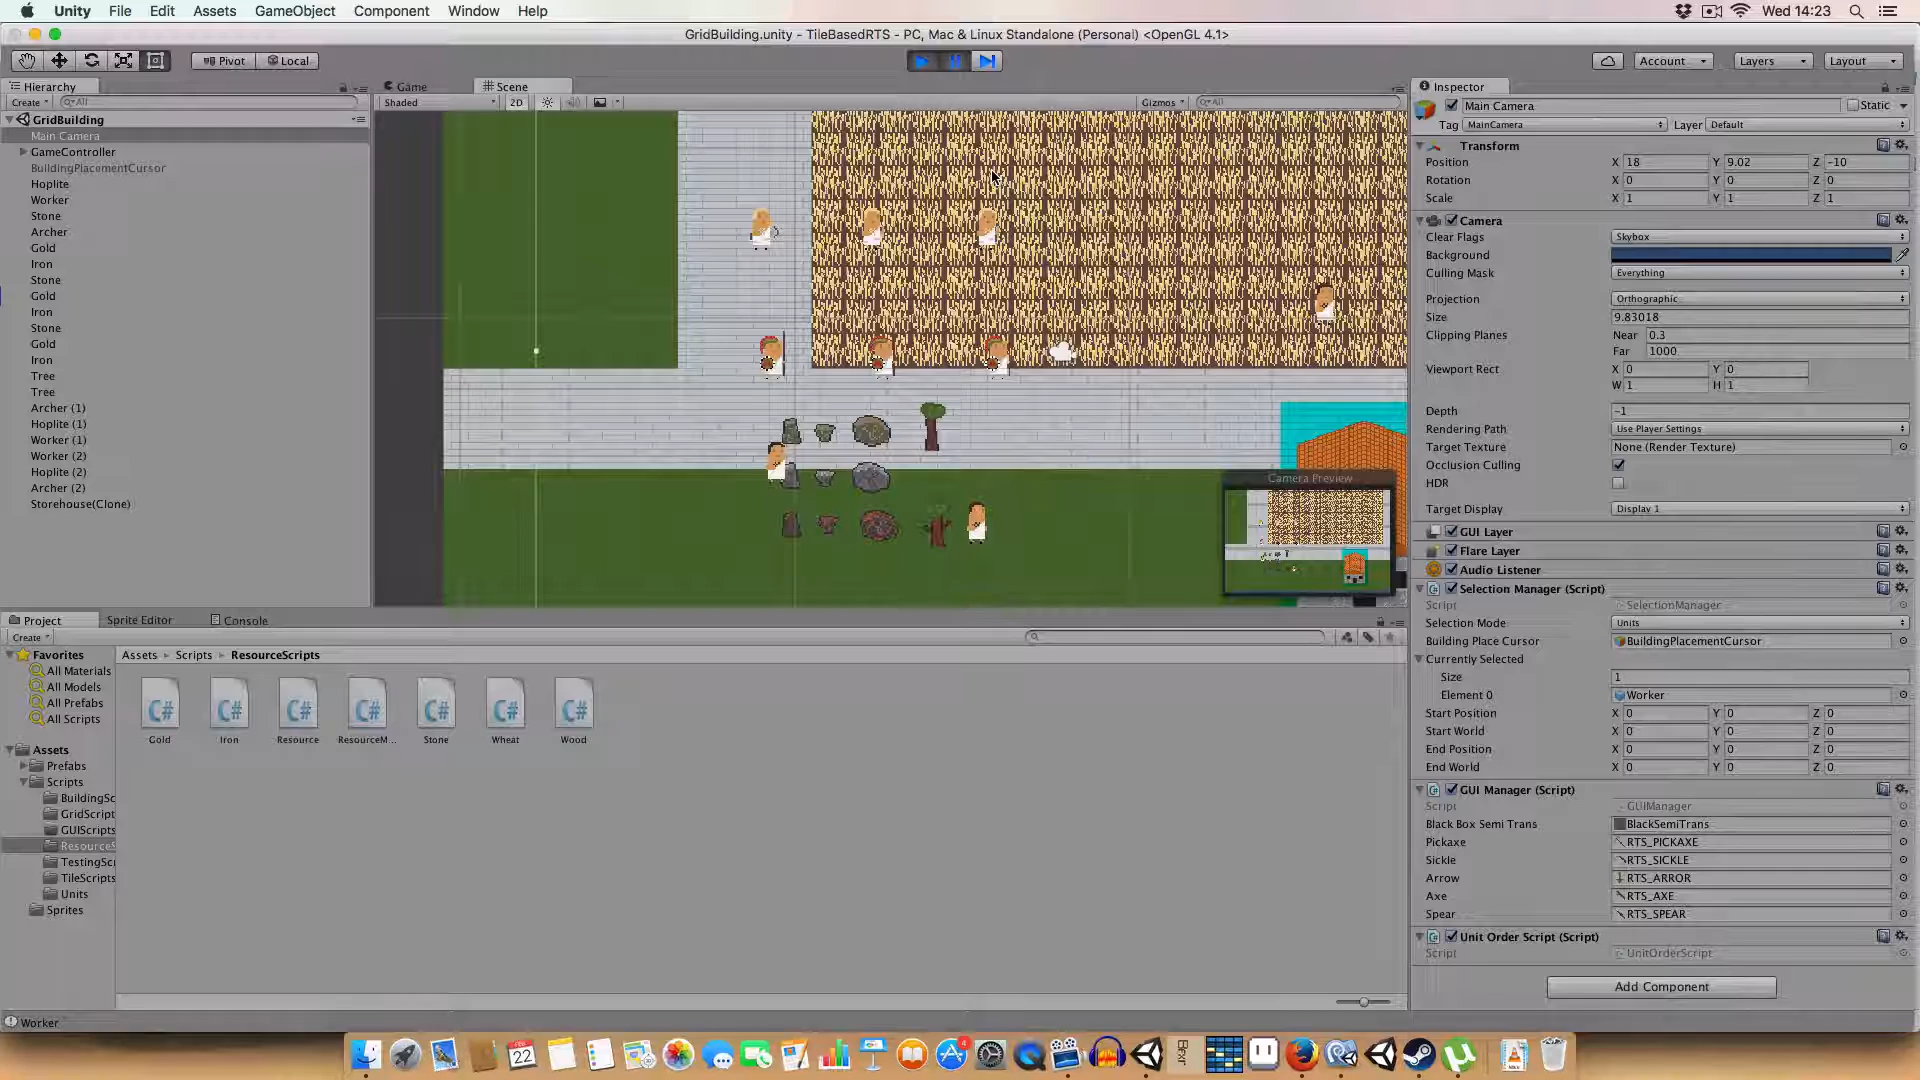 Unity File Edit Assets GameObject Component Window Help Wed 14:23
GridBuilding.unity - TileBasedRTS - PC, Mac & Linux Standalone (Personal) <OpenGL 4.1>
Pivot Local Account Layers Layout
Hierarchy
Create All
GridBuilding
Main Camera
GameController
BuildingPlacementCursor
Hoplite
Worker
Stone
Archer
Gold
Iron
Stone
Gold
Iron
Stone
Gold
Iron
Tree
Tree
Archer (1)
Hoplite (1)
Worker (1)
Worker (2)
Hoplite (2)
Archer (2)
Storehouse(Clone)
Game Scene
Shaded 2D Gizmos All
Camera Preview
Inspector
Main Camera Static
Tag MainCamera Layer Default
Transform
Position X 18 Y 9.02 Z -10
Rotation X 0 Y 0 Z 0
Scale X 1 Y 1 Z 1
Camera
Clear Flags Skybox
Background
Culling Mask Everything
Projection Orthographic
Size 9.83018
Clipping Planes Near 0.3
Far 1000
Viewport Rect X 0 Y 0
W 1 H 1
Depth -1
Rendering Path Use Player Settings
Target Texture None (Render Texture)
Occlusion Culling
HDR
Target Display Display 1
GUI Layer
Flare Layer
Audio Listener
Selection Manager (Script)
Script SelectionManager
Selection Mode Units
Building Place Cursor BuildingPlacementCursor
Currently Selected
Size 1
Element 0 Worker
Start Position X 0 Y 0 Z 0
Start World X 0 Y 0 Z 0
End Position X 0 Y 0 Z 0
End World X 0 Y 0 Z 0
GUI Manager (Script)
Script GUIManager
Black Box Semi Trans BlackSemiTrans
Pickaxe RTS_PICKAXE
Sickle RTS_SICKLE
Arrow RTS_ARROR
Axe RTS_AXE
Spear RTS_SPEAR
Unit Order Script (Script)
Script UnitOrderScript
Add Component
Project Sprite Editor Console
Create
Favorites
All Materials
All Models
All Prefabs
All Scripts
Assets
Prefabs
Scripts
BuildingSc
GridScript
GUIScripts
ResourceS
TestingScr
TileScripts
Units
Sprites
Assets Scripts ResourceScripts
C# C# C# C# C# C# C#
Gold Iron Resource ResourceM... Stone Wheat Wood
Worker
FEB 22 4 Brxr